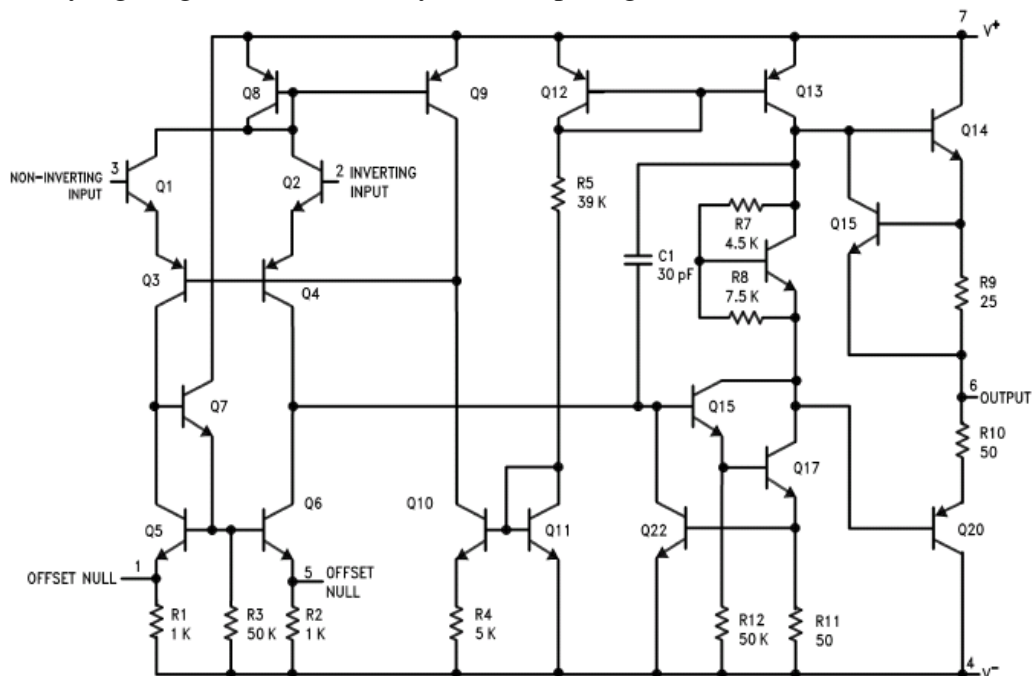 7
V+
Q8
Q9
Q12
Q13
Q14
3
NON-INVERTING
INPUT
Q1
Q2
2 INVERTING
INPUT
R5
39 K
Q15
R7
4.5 K
C1
30 pF
R8
7.5 K
R9
25
Q3
Q4
6
OUTPUT
Q7
Q15
R10
50
Q17
Q5
Q6
Q10
Q11
Q22
Q20
OFFSET NULL
1
5
OFFSET
NULL
R1
1 K
R3
50 K
R2
1 K
R4
5 K
R12
50 K
R11
50
4
V-